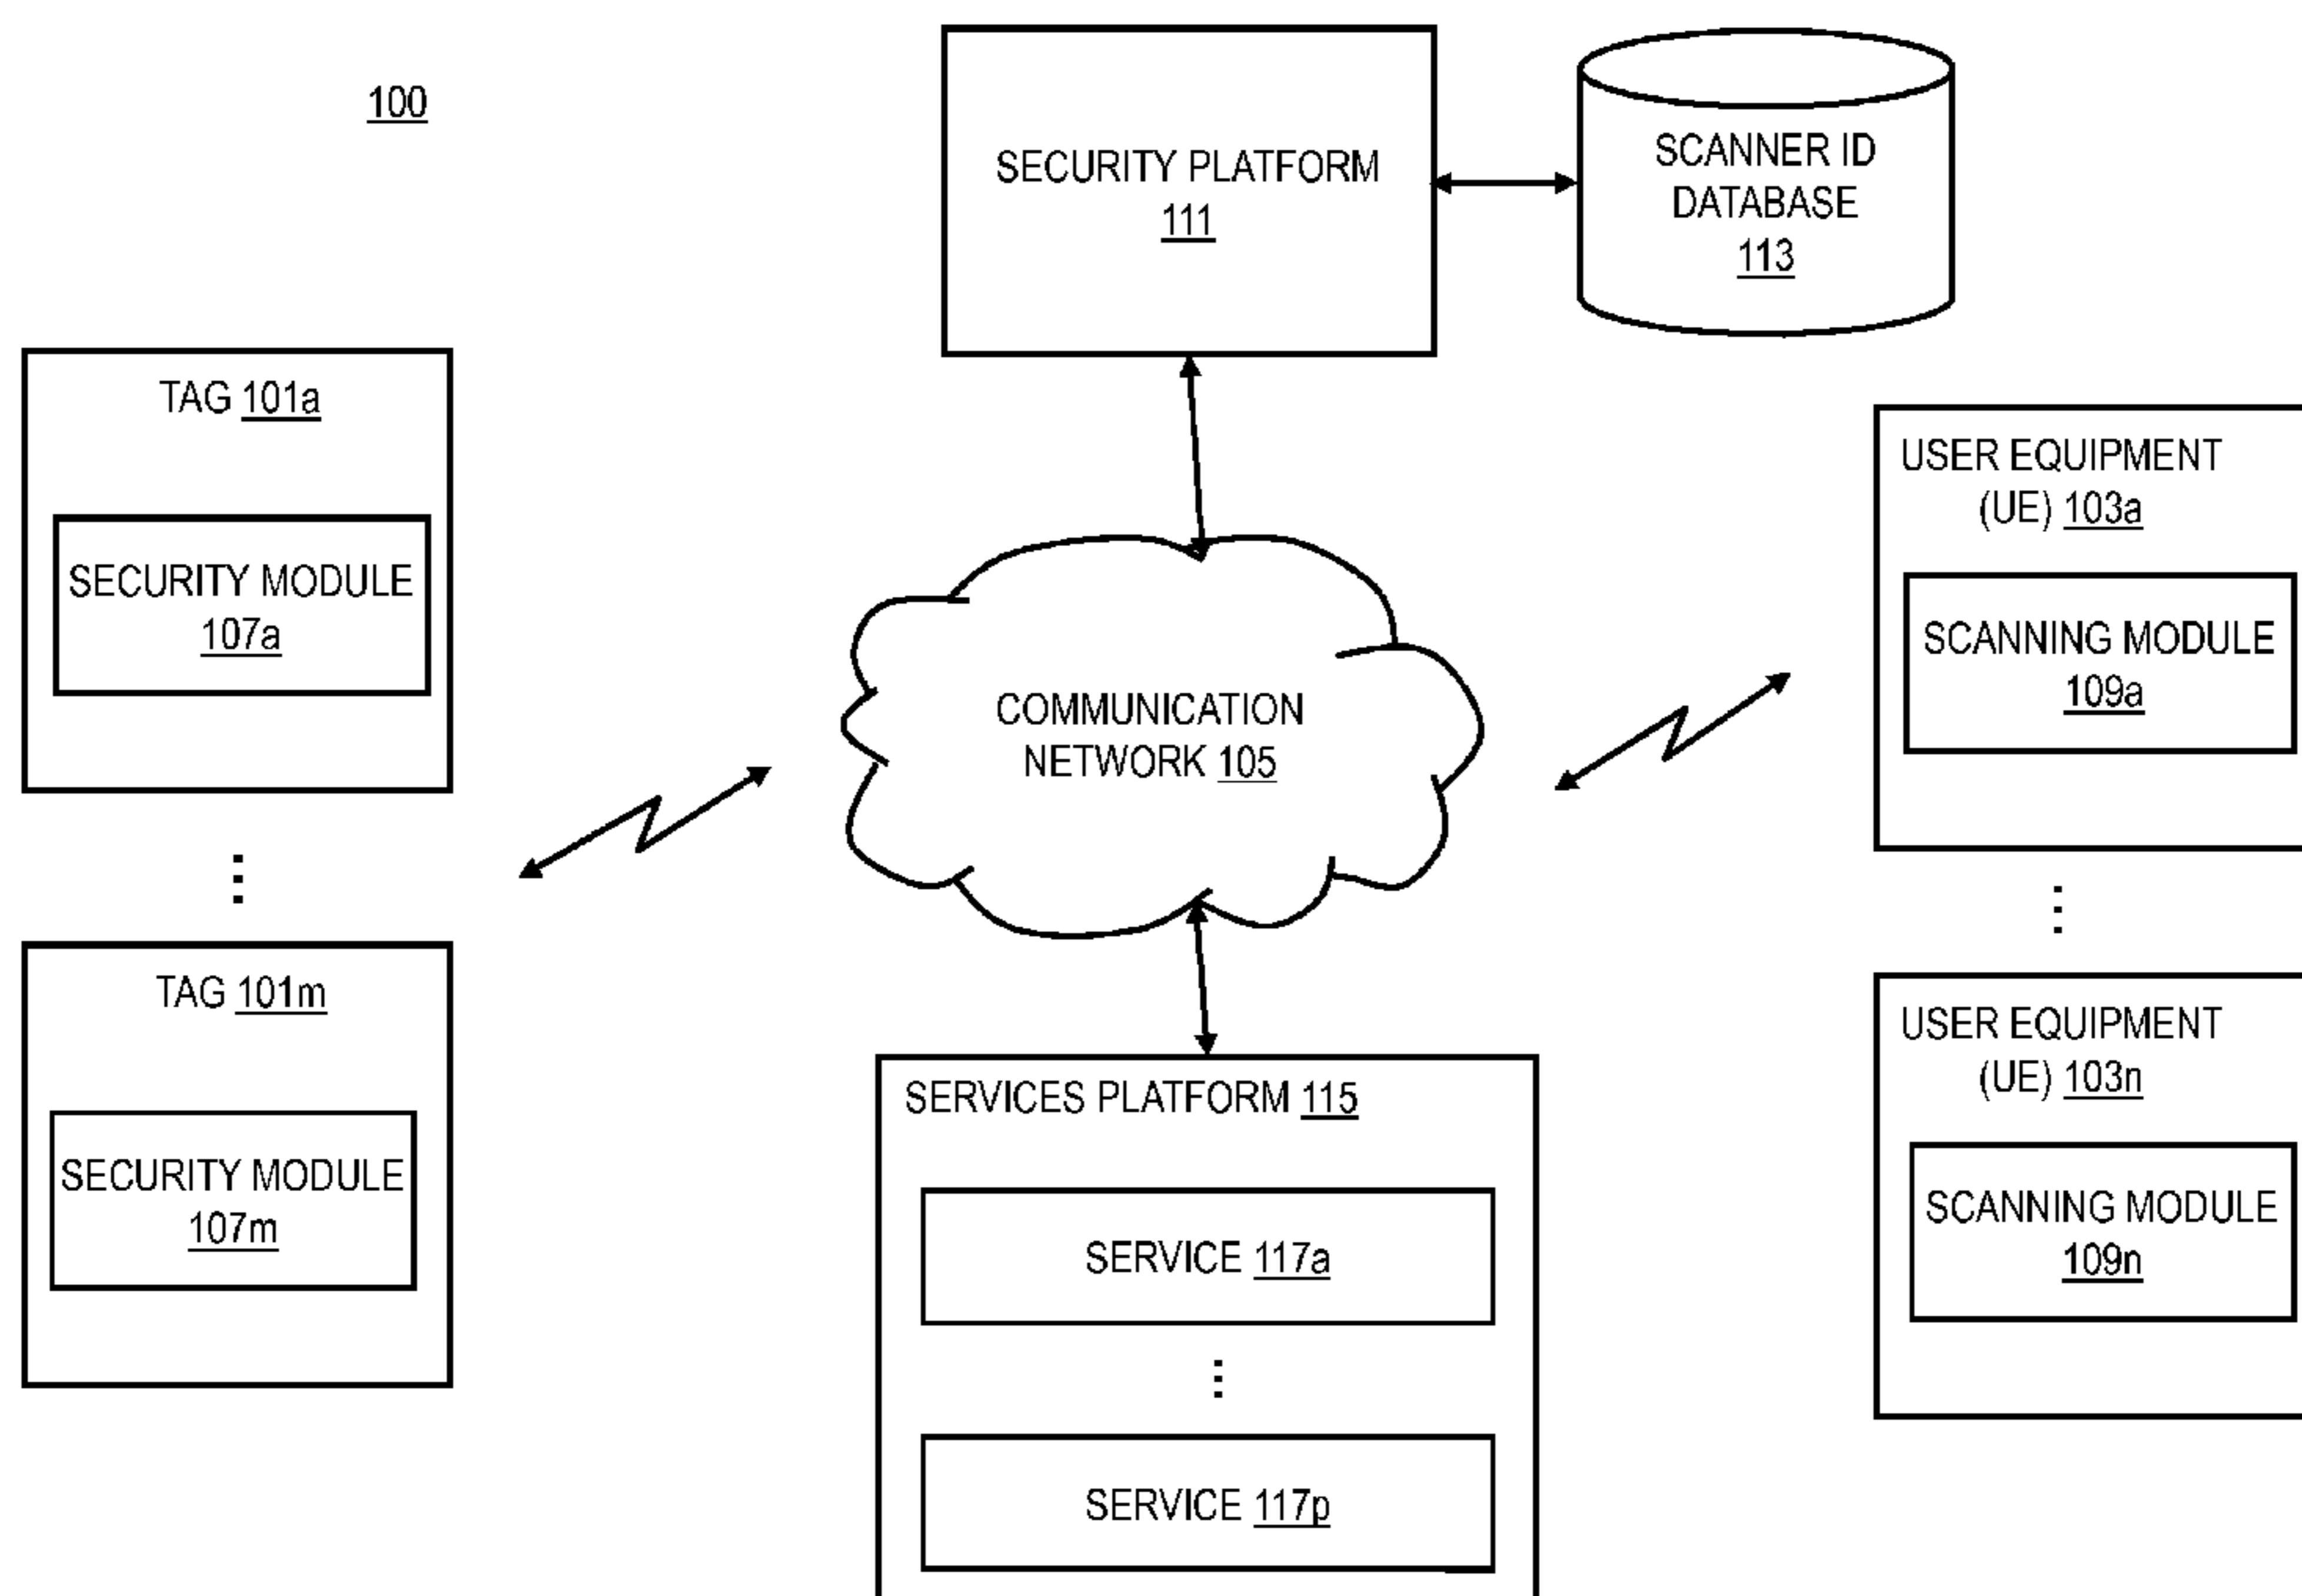 100
SECURITY PLATFORM
111
SCANNER ID
DATABASE
113
TAG 101a
SECURITY MODULE
107a
TAG 101m
SECURITY MODULE
107m
COMMUNICATION
NETWORK 105
USER EQUIPMENT
(UE) 103a
SCANNING MODULE
109a
USER EQUIPMENT
(UE) 103n
SCANNING MODULE
109n
SERVICES PLATFORM 115
SERVICE 117a
SERVICE 117p